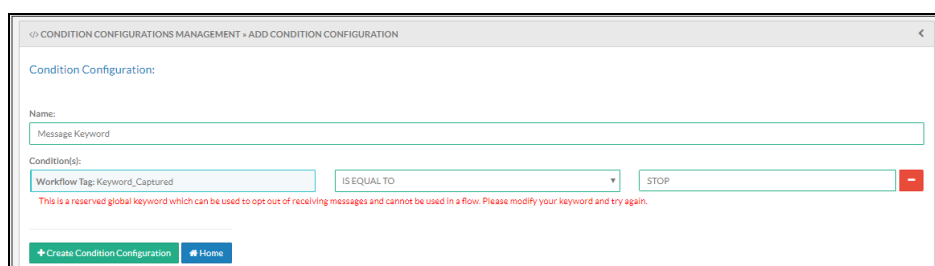 </> CONDITION CONFIGURATIONS MANAGEMENT » ADD CONDITION CONFIGURATION
Condition Configuration:
Name:
Message Keyword
Condition(s):
Workflow Tag: Keyword_Captured IS EQUAL TO STOP
This is a reserved global keyword which can be used to opt out of receiving messages and cannot be used in a flow. Please modify your keyword and try again.
+ Create Condition Configuration Home